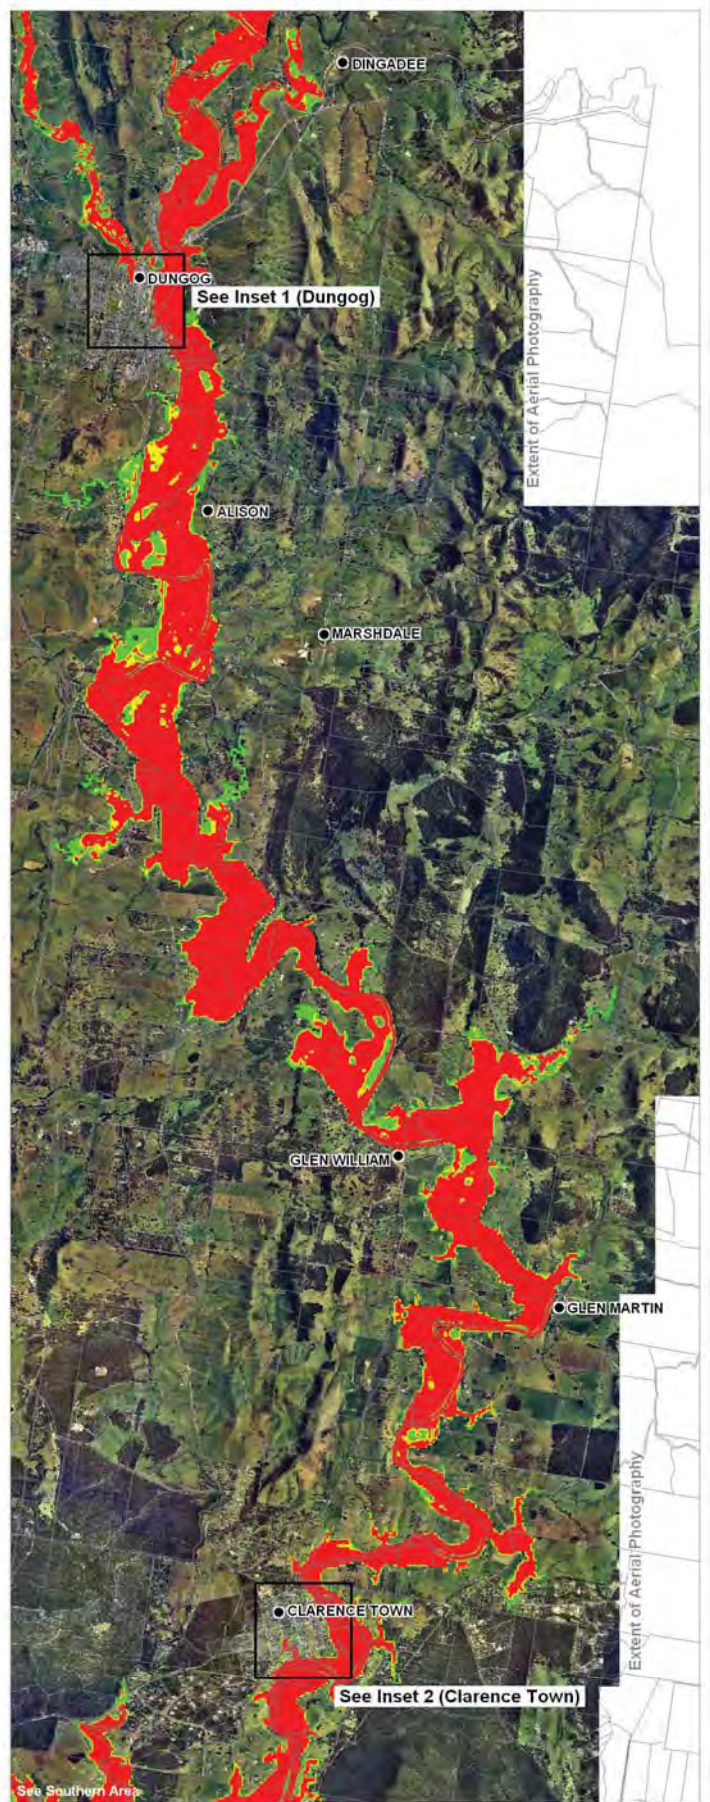 DINGADEE
DUNGOG
See Inset 1 (Dungog)
Extent of Aerial Photography
ALISON
MARSHDALE
GLEN WILLIAM
GLEN MARTIN
Extent of Aerial Photography
CLARENCE TOWN
See Inset 2 (Clarence Town)
See Southern Area